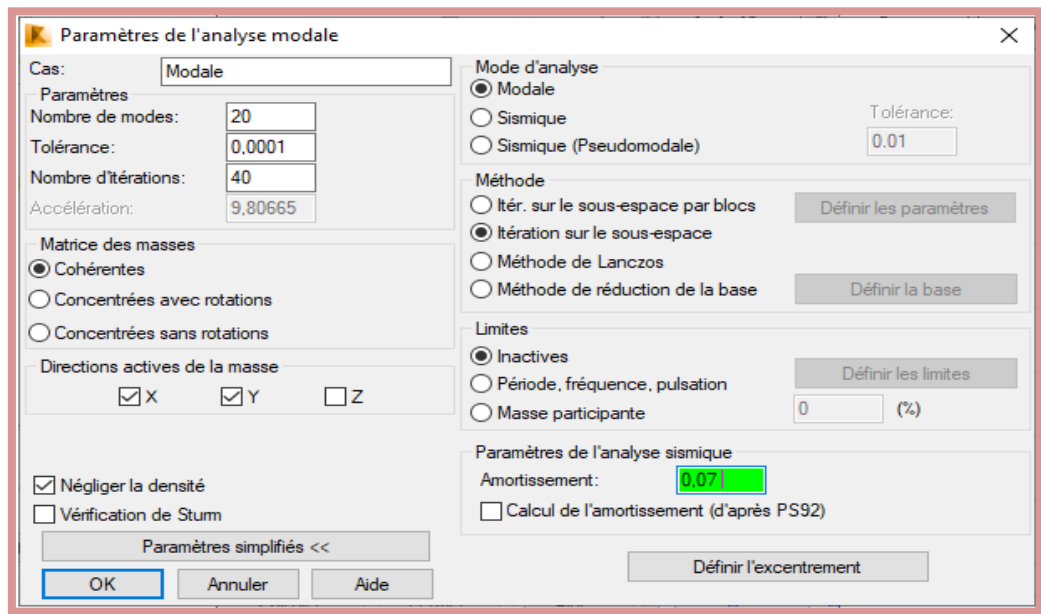 Paramètres de l'analyse modale
Cas: Modale
Paramètres
Nombre de modes: 20
Tolérance: 0,0001
Nombre d'itérations: 40
Accélération: 9,80665
Matrice des masses
Cohérentes
Concentrées avec rotations
Concentrées sans rotations
Directions actives de la masse
X Y Z
Négliger la densité
Vérification de Sturm
Paramètres simplifiés <<
OK Annuler Aide
Mode d'analyse
Modale
Sismique
Sismique (Pseudomodale)
Tolérance:
0.01
Méthode
Itér. sur le sous-espace par blocs Définir les paramètres
Itération sur le sous-espace
Méthode de Lanczos
Méthode de réduction de la base Définir la base
Limites
Inactives
Période, fréquence, pulsation Définir les limites
Masse participante 0 (%)
Paramètres de l'analyse sismique
Amortissement: 0,07
Calcul de l'amortissement (d'après PS92)
Définir l'excentrement